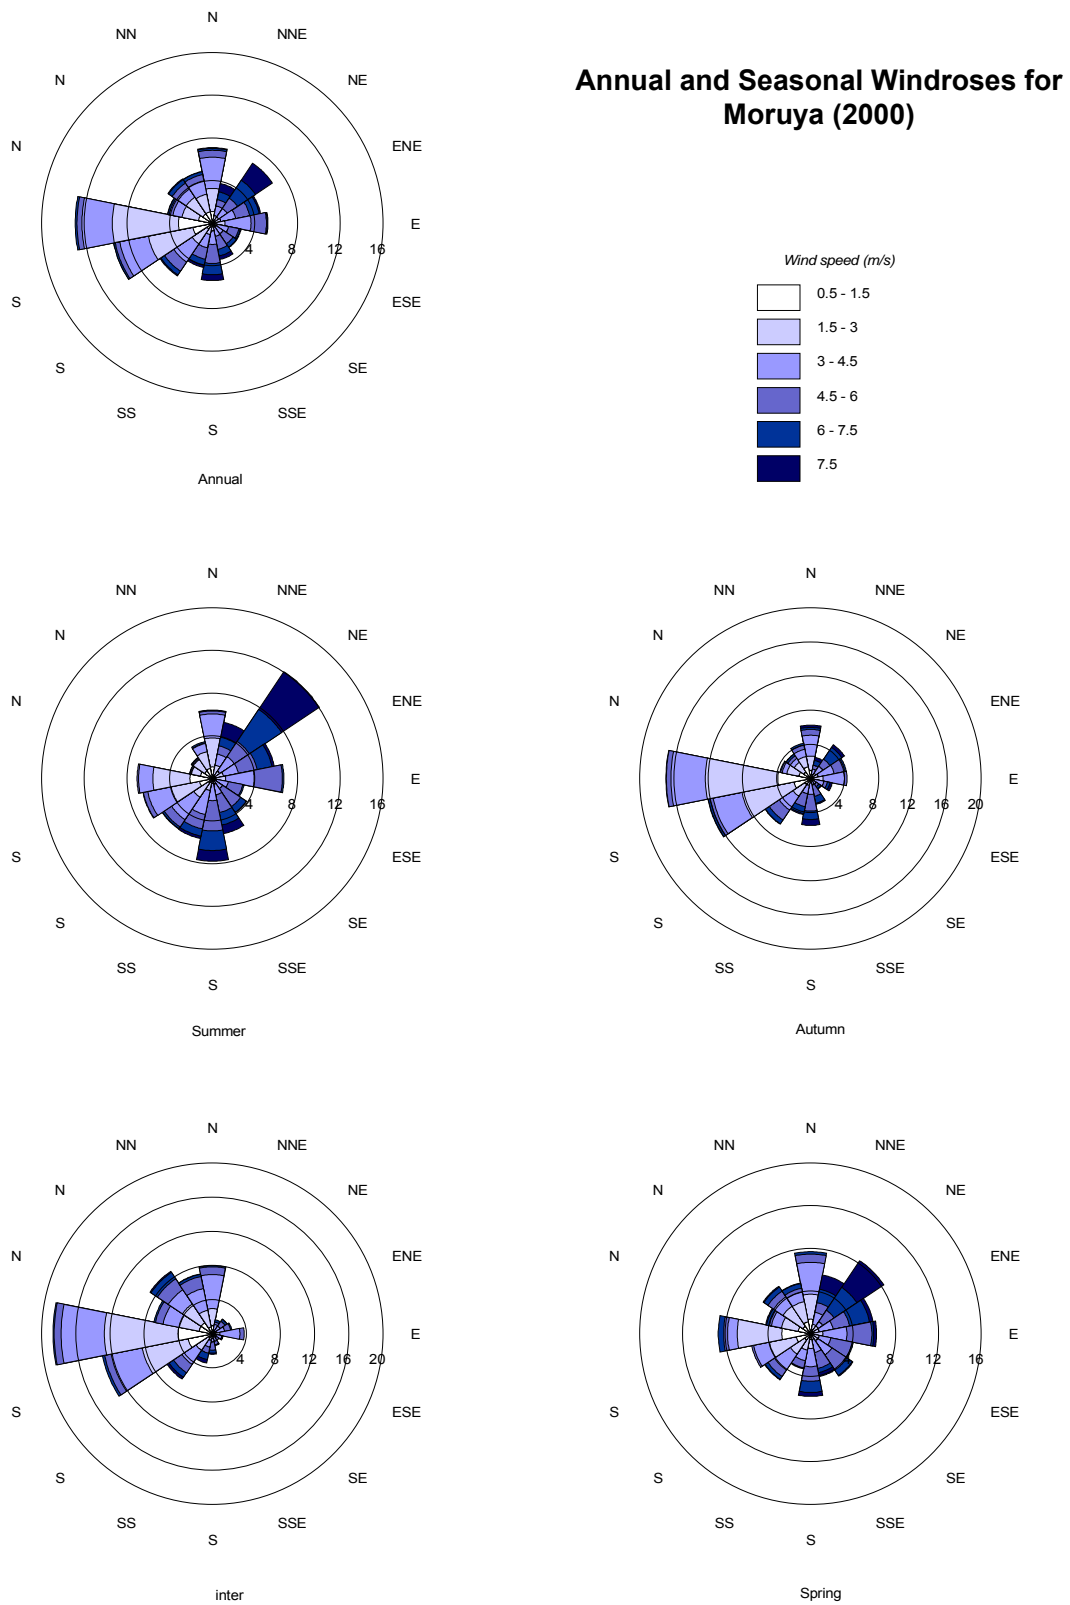 N
NN
NNE
N
NE
Annual and Seasonal Windroses for
Moruya (2000)
N
ENE
E
4
8
12
16
Wind speed (m/s)
0.5 - 1.5
S
ESE
1.5 - 3
3 - 4.5
S
SE
4.5 - 6
SS
SSE
S
6 - 7.5
7.5
Annual
N
NN
NNE
N
NE
N
ENE
E
4
8
12
16
S
ESE
S
SE
SS
SSE
S
Summer
N
NN
NNE
N
NE
N
ENE
E
4
8
12
16
20
S
ESE
S
SE
SS
SSE
S
Autumn
N
NN
NNE
N
NE
N
ENE
E
4
8
12
16
20
S
ESE
S
SE
SS
SSE
S
inter
N
NN
NNE
N
NE
N
ENE
E
4
8
12
16
S
ESE
S
SE
SS
SSE
S
Spring